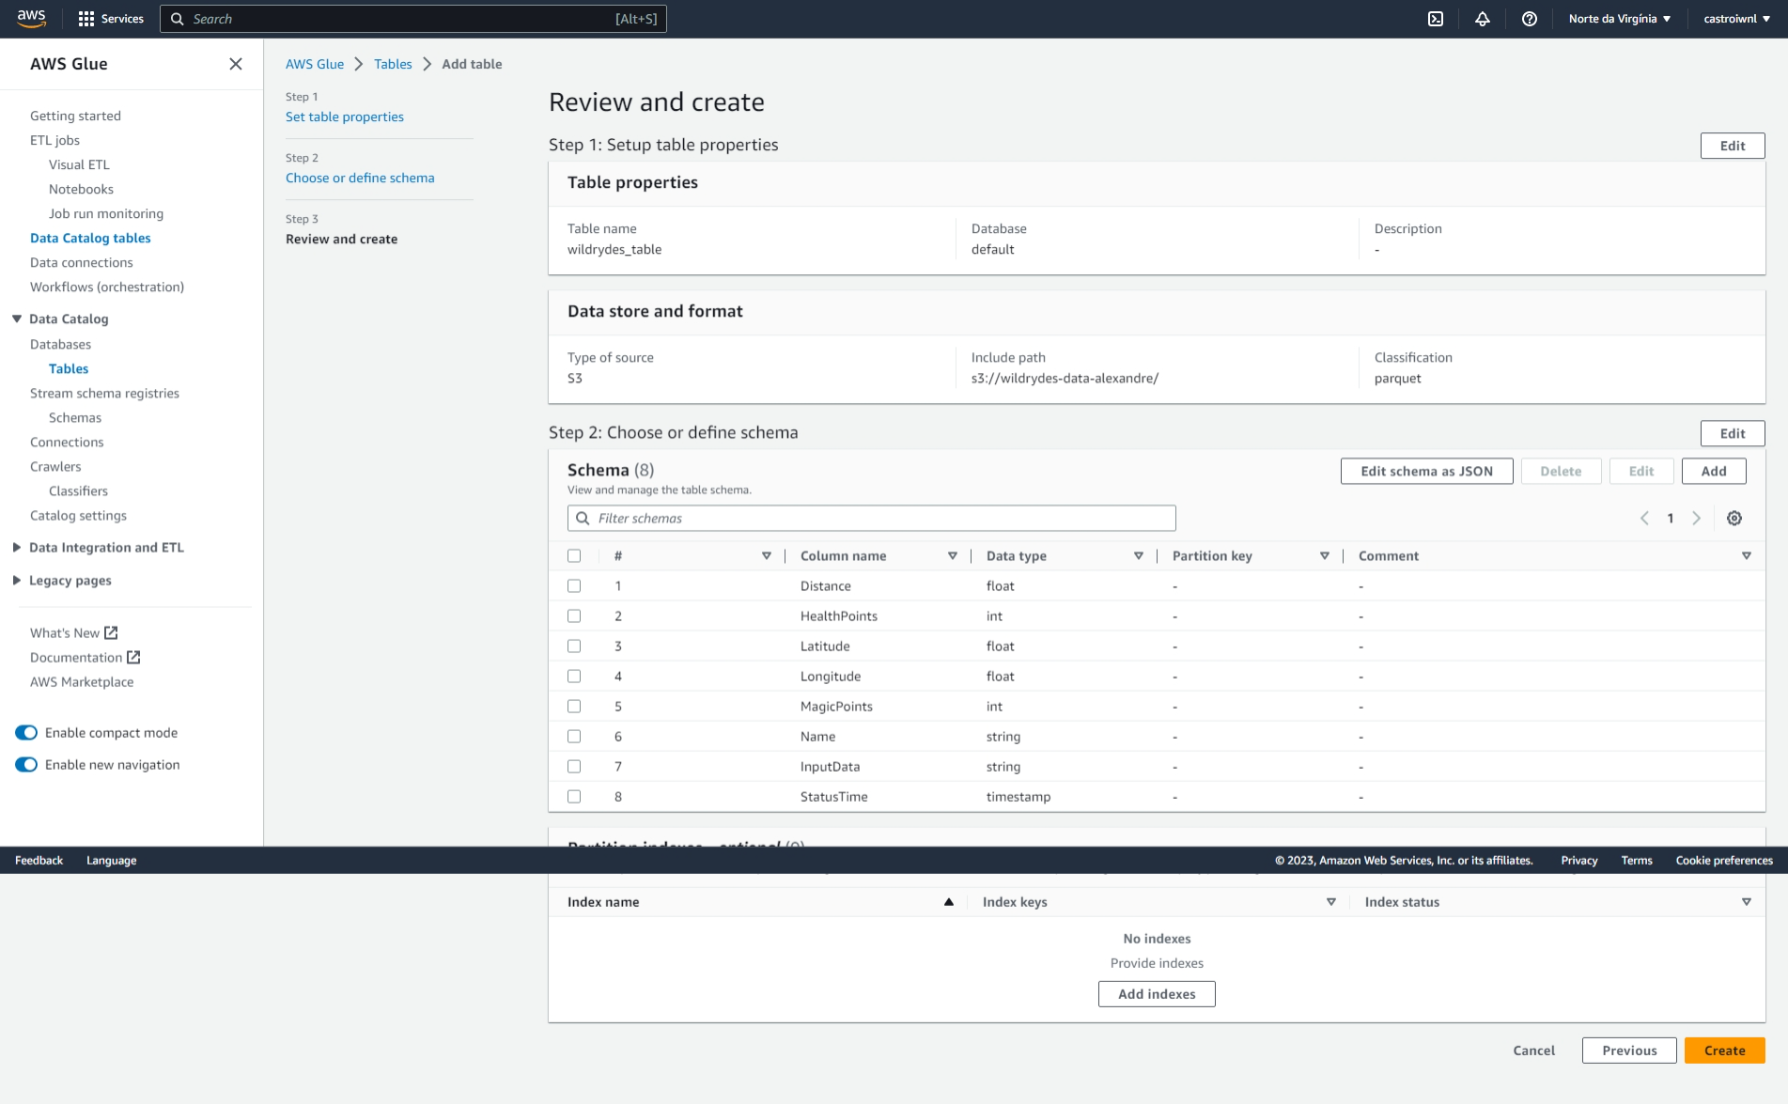 aws Services Search [Alt+S] Norte da Virgínia castroiwnl
AWS Glue
Getting started
ETL jobs
Visual ETL
Notebooks
Job run monitoring
Data Catalog tables
Data connections
Workflows (orchestration)
Data Catalog
Databases
Tables
Stream schema registries
Schemas
Connections
Crawlers
Classifiers
Catalog settings
Data Integration and ETL
Legacy pages
What's New
Documentation
AWS Marketplace
Enable compact mode
Enable new navigation
AWS Glue Tables Add table
Step 1
Set table properties
Step 2
Choose or define schema
Step 3
Review and create
Review and create
Step 1: Setup table properties Edit
Table properties
Table name Database Description
wildrydes_table default -
Data store and format
Type of source Include path Classification
S3 s3://wildrydes-data-alexandre/ parquet
Step 2: Choose or define schema Edit
Schema (8) Edit schema as JSON Delete Edit Add
View and manage the table schema.
Filter schemas 1
# Column name Data type Partition key Comment
1 Distance float - -
2 HealthPoints int - -
3 Latitude float - -
4 Longitude float - -
5 MagicPoints int - -
6 Name string - -
7 InputData string - -
8 StatusTime timestamp - -
Partition indexes - optional (0)
Feedback Language © 2023, Amazon Web Services, Inc. or its affiliates. Privacy Terms Cookie preferences
Index name Index keys Index status
No indexes
Provide indexes
Add indexes
Cancel Previous Create